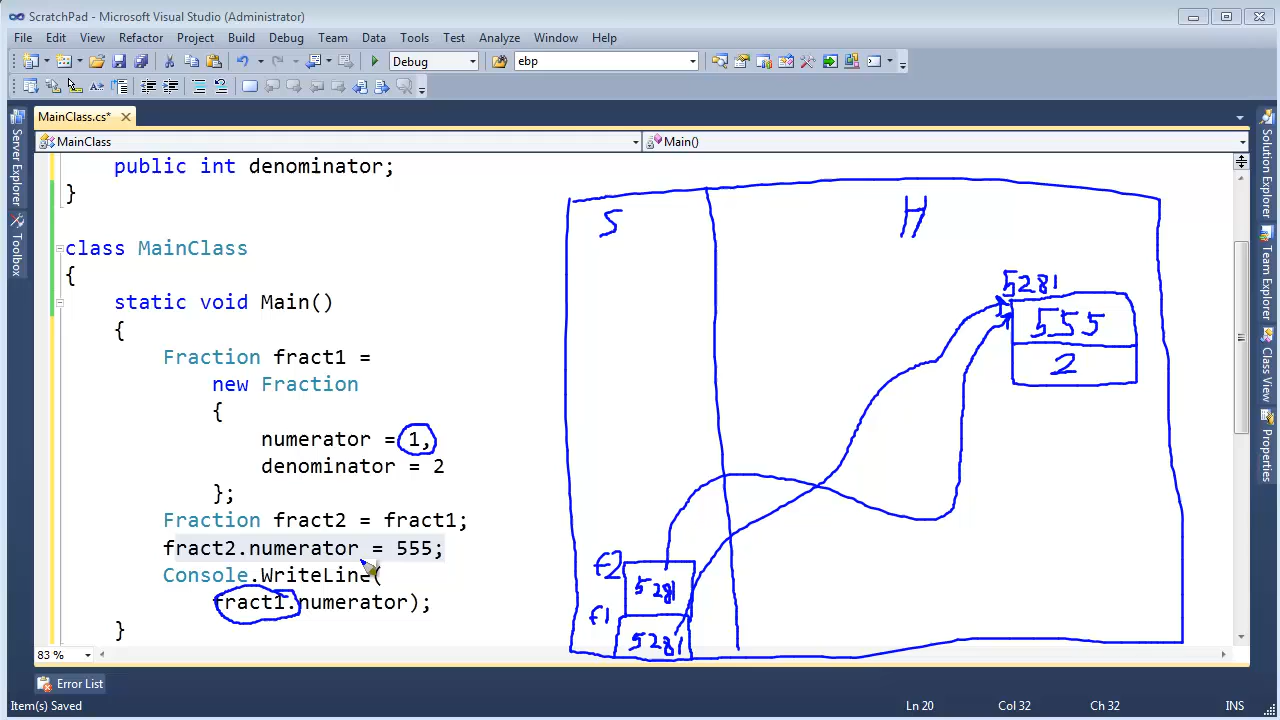 ScratchPad - Microsoft Visual Studio (Administrator)
File Edit View Refactor Project Build Debug Team Data Tools Test Analyze Window Help
Debug ebp
MainClass.cs*
MainClass Main()
Server Explorer
Toolbox
Solution Explorer
Team Explorer
Class View
Properties
public int denominator;
}
class MainClass
{
static void Main()
{
Fraction fract1 =
new Fraction
{
numerator = 1,
denominator = 2
};
Fraction fract2 = fract1;
fract2.numerator = 555;
Console.WriteLine(
fract1.numerator);
}
S H
5281
555
2
f2 5281
f1 5281
83 %
Error List
Item(s) Saved Ln 20 Col 32 Ch 32 INS